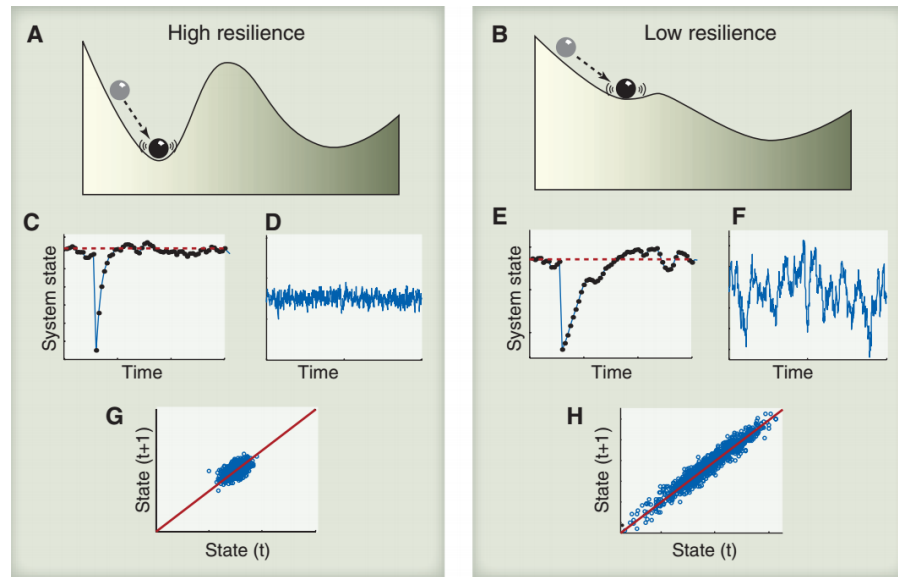 A High resilience
B Low resilience
C
D
System state
Time
Time
E
F
System state
Time
Time
G
State (t+1)
State (t)
H
State (t+1)
State (t)